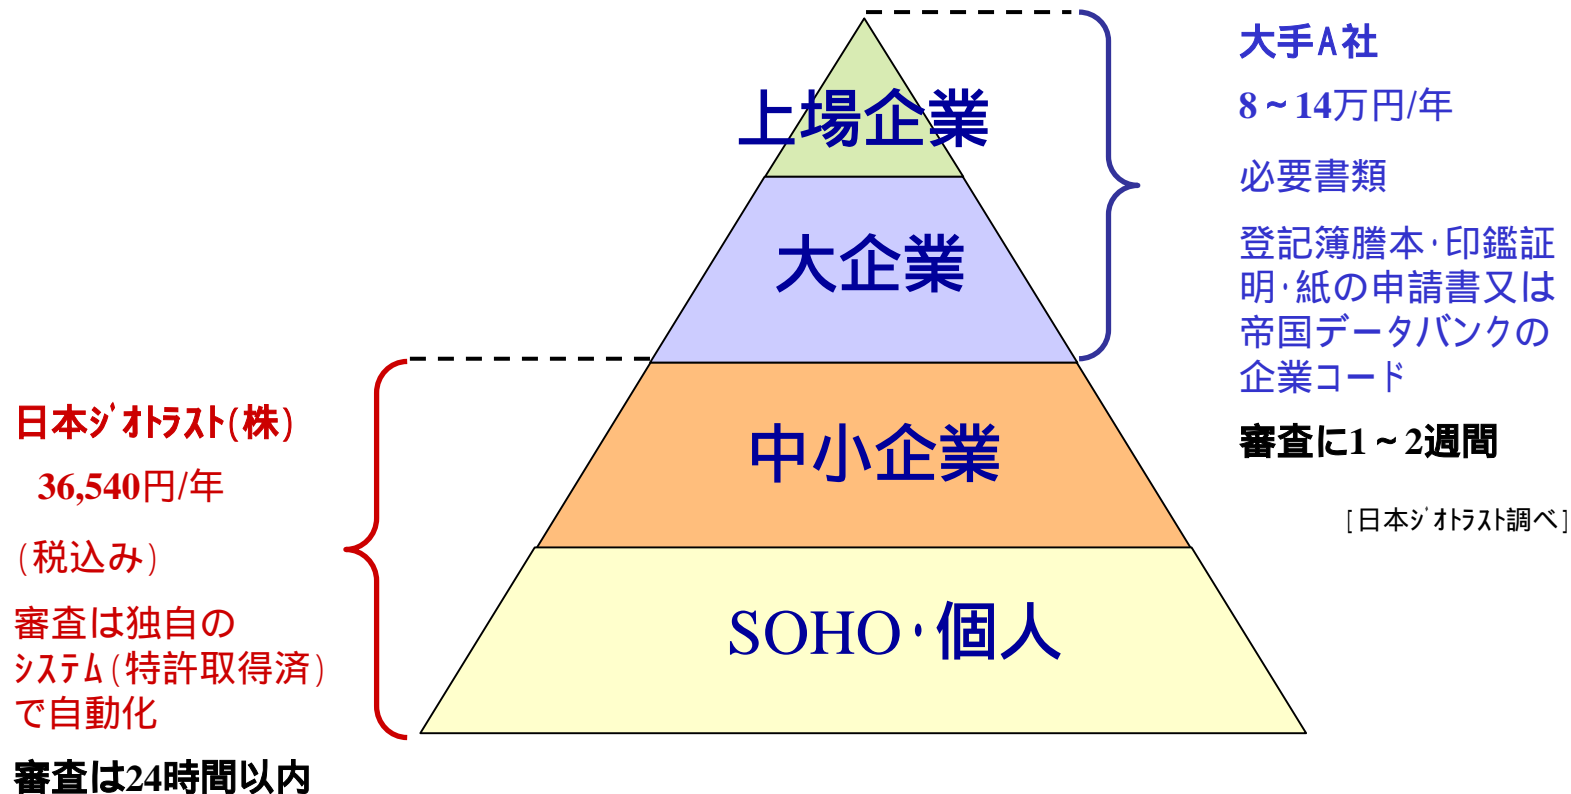 上場企業
大企業
中小企業
SOHO・個人
大手A社
8~14万円/年
必要書類
登記簿謄本・印鑑証
明・紙の申請書又は
帝国データバンクの
企業コード
審査に1~2週間
[日本ジオトラスト調べ]
日本ジオトラスト(株)
36,540円/年
(税込み)
審査は独自の
システム(特許取得済)
で自動化
審査は24時間以内